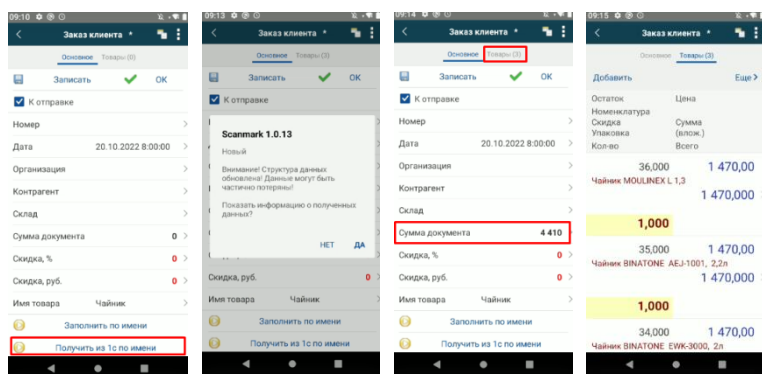 09:10
Заказ клиента *
Основное Товары (0)
Записать OK
К отправке
Номер
Дата 20.10.2022 8:00:00
Организация
Контрагент
Склад
Сумма документа 0
Скидка, % 0
Скидка, руб. 0
Имя товара Чайник
Заполнить по имени
Получить из 1с по имени
09:13
Заказ клиента *
Основное Товары (3)
Записать OK
К отправке
Scanmark 1.0.13
Новый
Внимание! Структура данных
обновлена! Данные могут быть
частично потеряны!
Показать информацию о полученных
данных?
НЕТ ДА
Скидка, руб. 0
Имя товара Чайник
Заполнить по имени
Получить из 1с по имени
09:14
Заказ клиента *
Основное Товары (3)
Записать OK
К отправке
Номер
Дата 20.10.2022 8:00:00
Организация
Контрагент
Склад
Сумма документа 4 410
Скидка, % 0
Скидка, руб. 0
Имя товара Чайник
Заполнить по имени
Получить из 1с по имени
09:15
Заказ клиента *
Основное Товары (3)
Добавить Еще >
Остаток Цена
Номенклатура
Скидка Сумма
Упаковка (влож.)
Кол-во Всего
36,000 1 470,00
Чайник MOULINEX L 1,3
1 470,000
1,000
35,000 1 470,00
Чайник BINATONE AEJ-1001, 2,2л
1 470,000
1,000
34,000 1 470,00
Чайник BINATONE EWK-3000, 2л